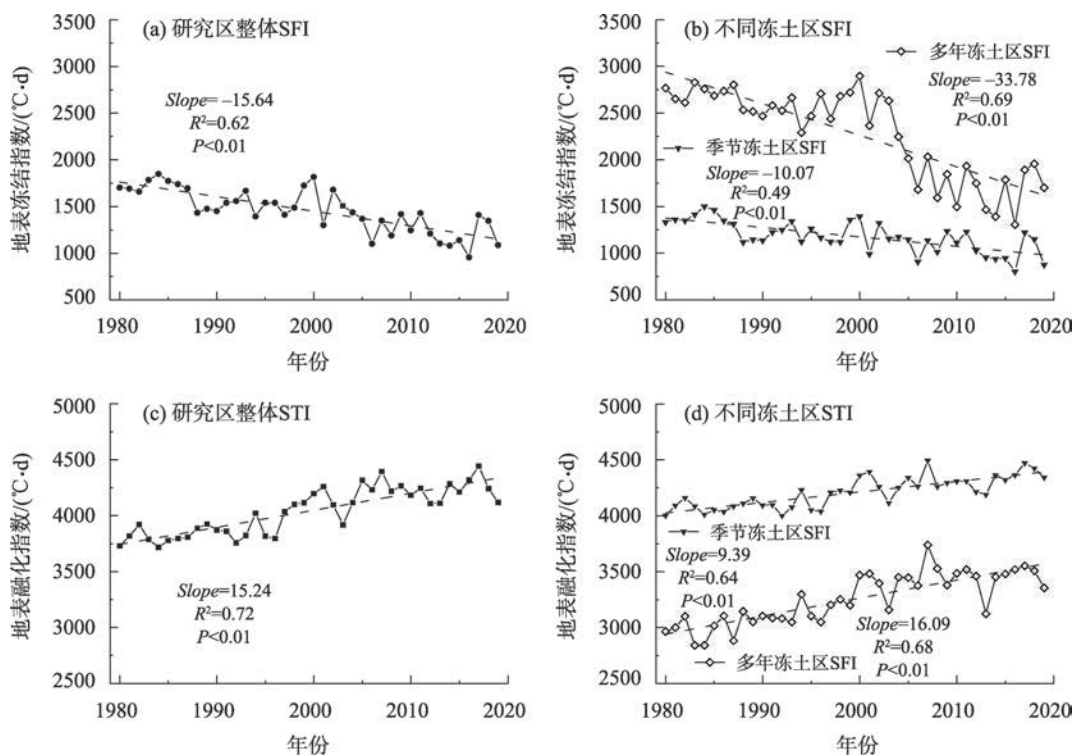 (a) 研究区整体SFI
地表冻结指数/(℃·d)
3500
3000
2500
2000
1500
1000
500
Slope= –15.64
R²=0.62
P<0.01
1980
1990
2000
2010
2020
年份
(b) 不同冻土区SFI
地表冻结指数/(℃·d)
3500
3000
2500
2000
1500
1000
500
多年冻土区SFI
Slope= –33.78
R²=0.69
P<0.01
季节冻土区SFI
Slope= –10.07
R²=0.49
P<0.01
1980
1990
2000
2010
2020
年份
(c) 研究区整体STI
地表融化指数/(℃·d)
5000
4500
4000
3500
3000
2500
Slope=15.24
R²=0.72
P<0.01
1980
1990
2000
2010
2020
年份
(d) 不同冻土区STI
地表融化指数/(℃·d)
5000
4500
4000
3500
3000
2500
季节冻土区SFI
Slope=9.39
R²=0.64
P<0.01
Slope=16.09
R²=0.68
P<0.01
多年冻土区SFI
1980
1990
2000
2010
2020
年份